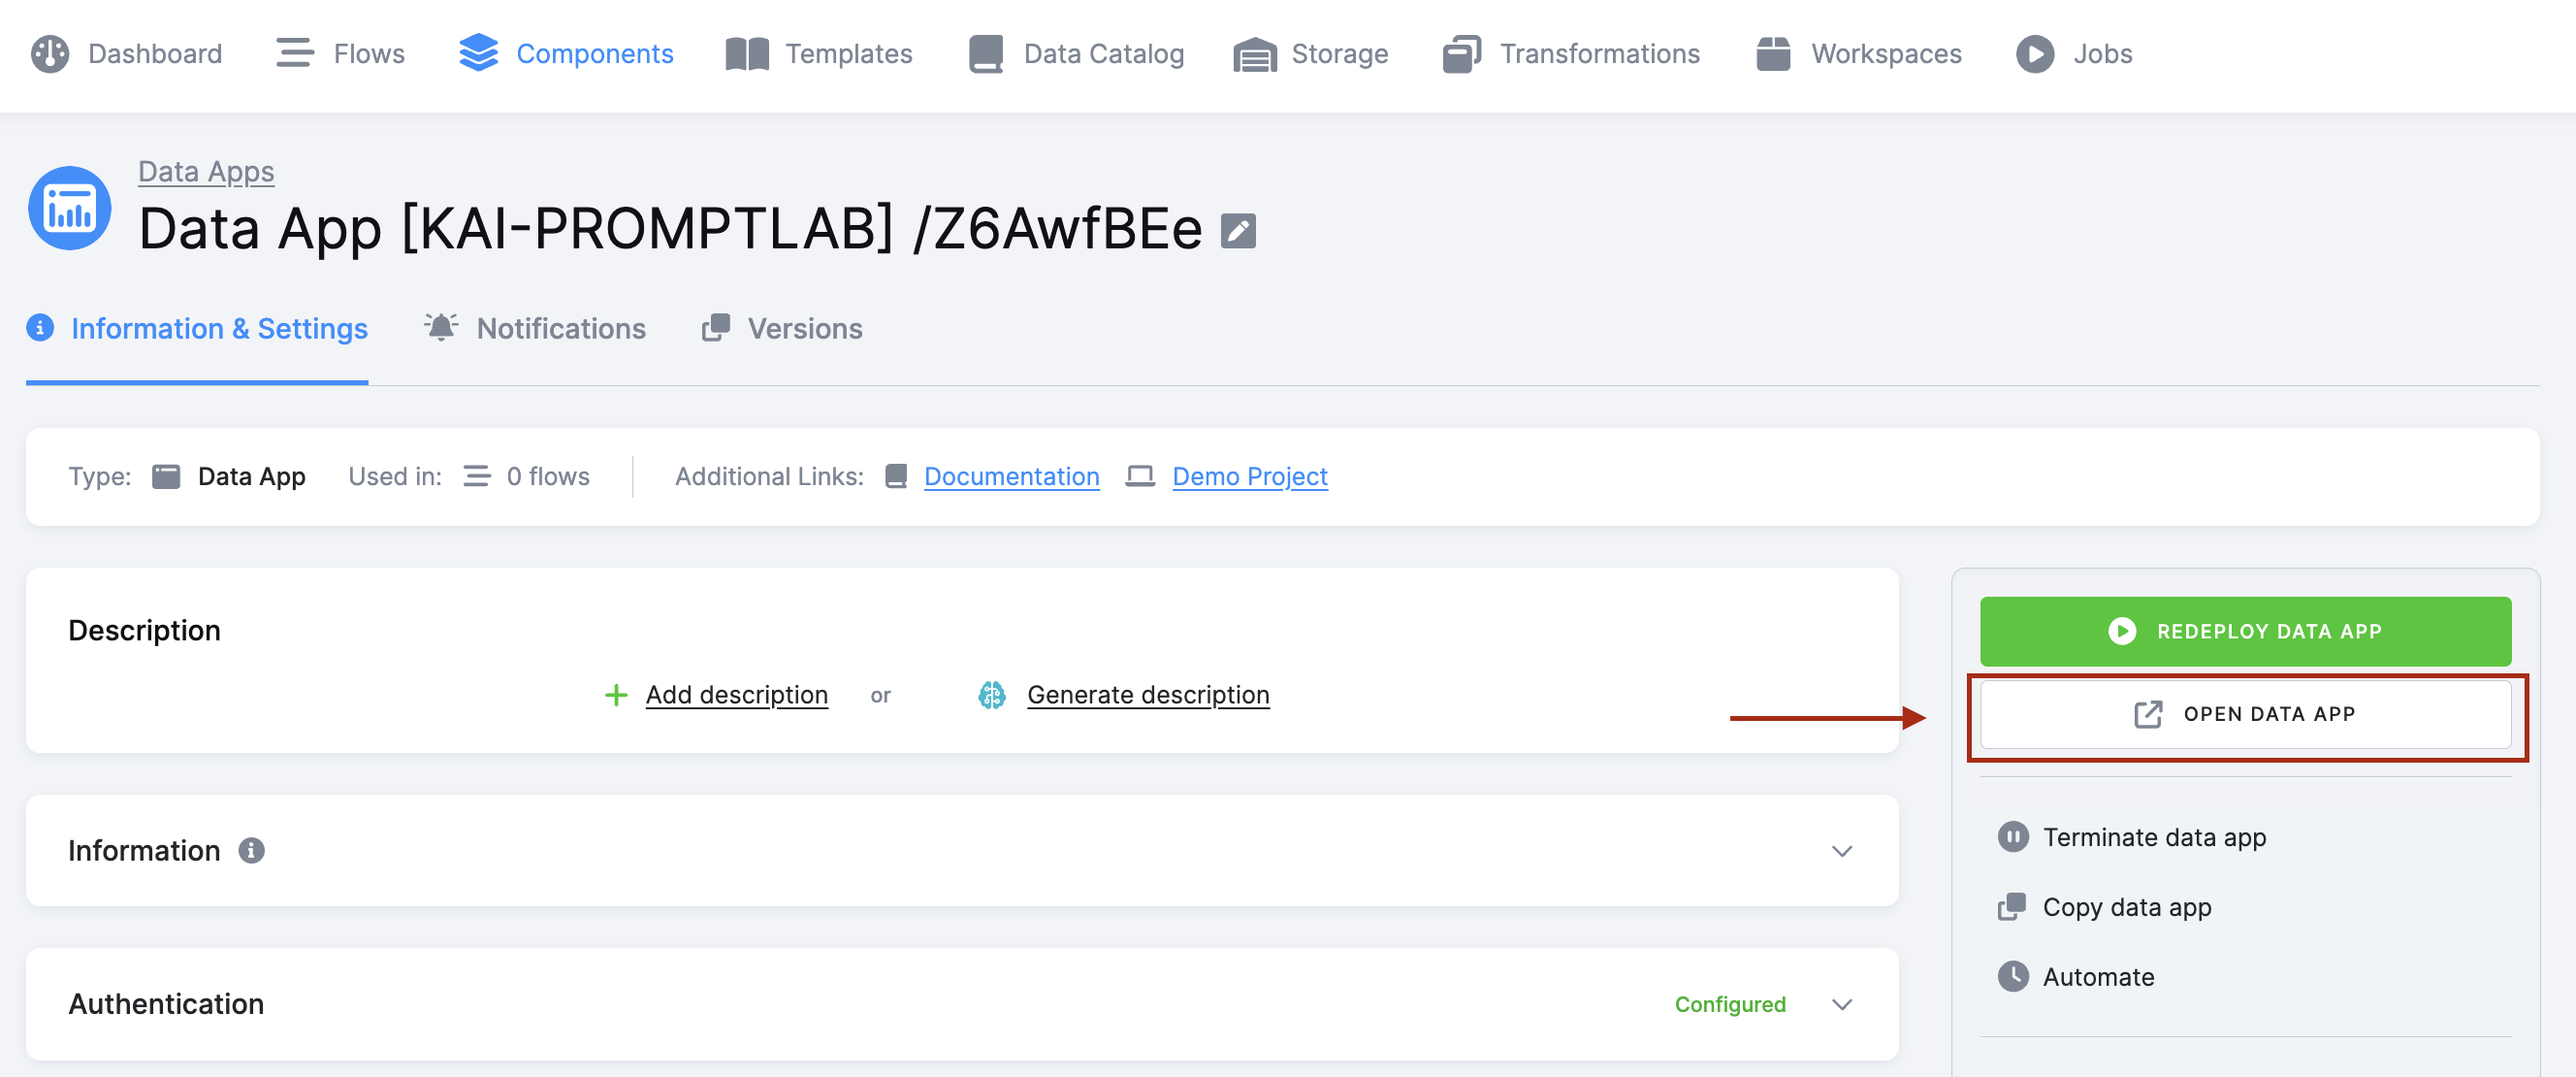 Dashboard Flows Components Templates Data Catalog Storage Transformations Workspaces Jobs
Data Apps
Data App [KAI-PROMPTLAB] /Z6AwfBEe
Information & Settings Notifications Versions
Type: Data App Used in: 0 flows Additional Links: Documentation Demo Project
Description
Add description or Generate description
Information
Authentication Configured
REDEPLOY DATA APP
OPEN DATA APP
Terminate data app
Copy data app
Automate